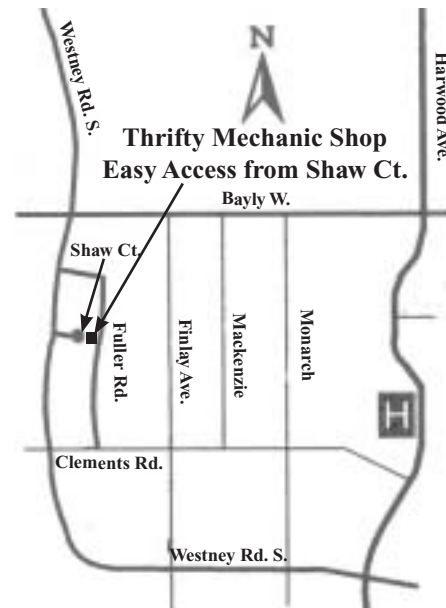 N
Westney Rd. S.
Harwood Ave.
Thrifty Mechanic Shop
Easy Access from Shaw Ct.
Bayly W.
Shaw Ct.
Fuller Rd.
Finlay Ave.
Mackenzie
Monarch
H
Clements Rd.
Westney Rd. S.